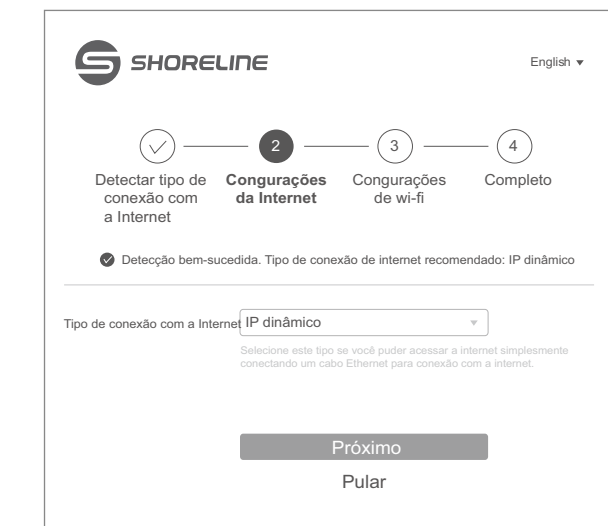 SHORELINE
English
2
3
4
Detectar tipo de
conexão com
a Internet
Congurações
da Internet
Congurações
de wi-fi
Completo
Detecção bem-sucedida. Tipo de conexão de internet recomendado: IP dinâmico
Tipo de conexão com a Internet
IP dinâmico
Selecione este tipo se você puder acessar a internet simplesmente
conectando um cabo Ethernet para conexão com a internet.
Próximo
Pular